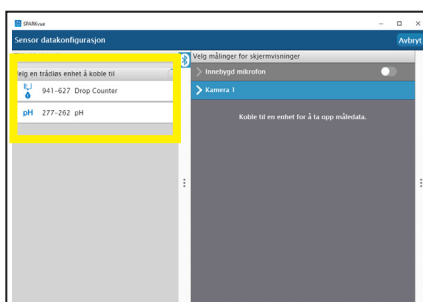 SPARKvue
Sensor datakonfigurasjon
Avbryt
Velg målinger for skjermvisninger
elg en trådløs enhet å koble til
Innebygd mikrofon
941-627 Drop Counter
Kamera 1
pH 277-262 pH
Koble til en enhet for å ta opp måledata.